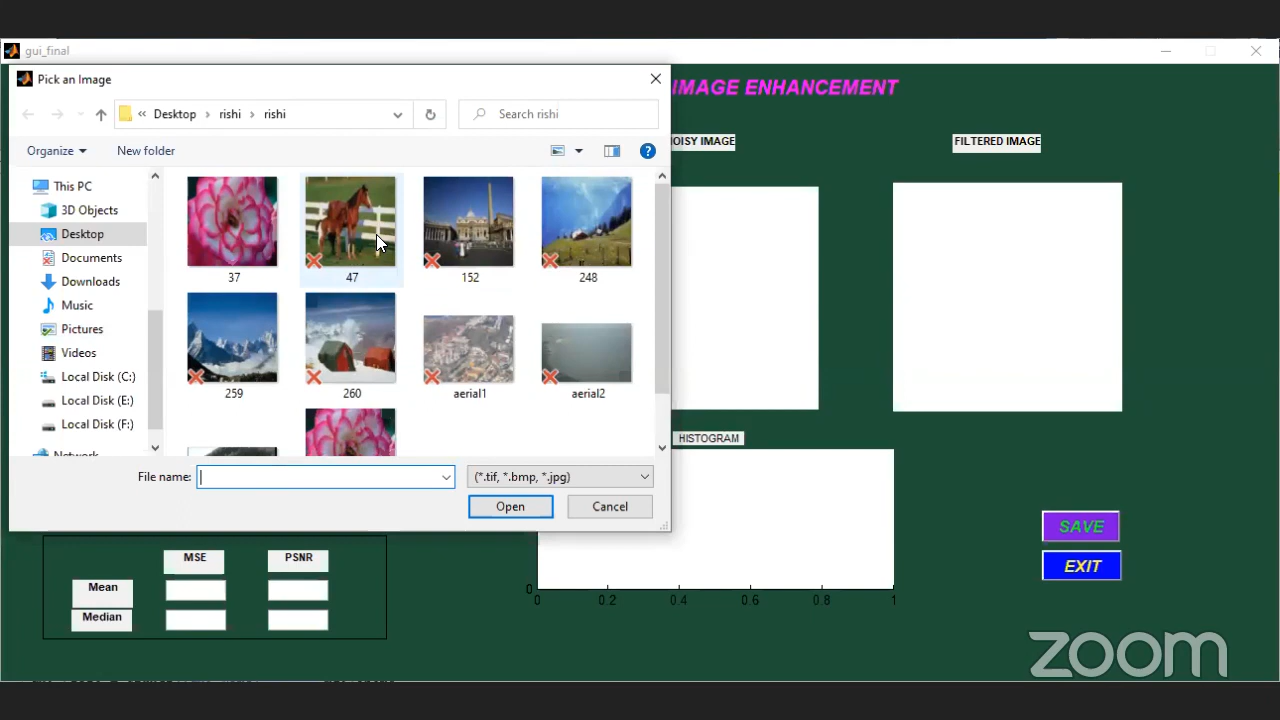 gui_final
Pick an Image
IMAGE ENHANCEMENT
« Desktop › rishi › rishi
Search rishi
OISY IMAGE
FILTERED IMAGE
Organize
New folder
This PC
3D Objects
Desktop
Documents
Downloads
Music
Pictures
Videos
Local Disk (C:)
Local Disk (E:)
Local Disk (F:)
Network
37
47
152
248
259
260
aerial1
aerial2
HISTOGRAM
File name:
(*.tif, *.bmp, *.jpg)
Open
Cancel
SAVE
EXIT
MSE
PSNR
Mean
Median
0
0
0.2
0.4
0.6
0.8
1
zoom